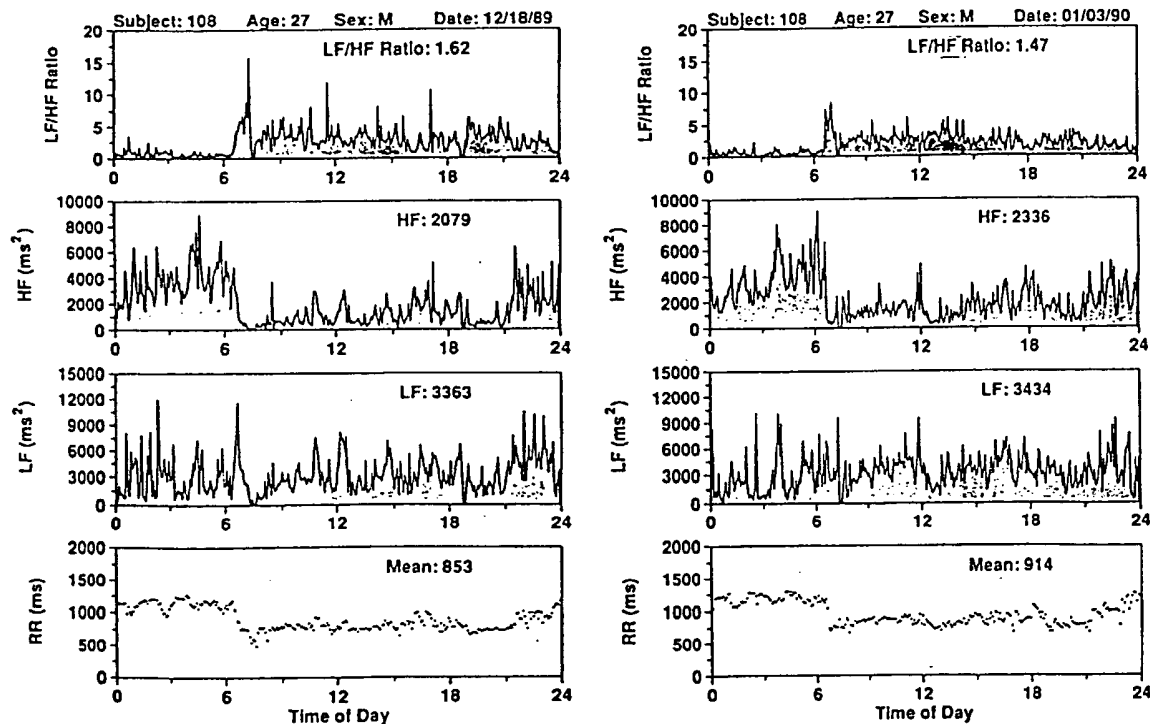 Subject: 108 Age: 27 Sex: M Date: 12/18/89
LF/HF Ratio: 1.62
LF/HF Ratio
20
15
10
5
0
0 6 12 18 24
HF: 2079
HF (ms²)
10000
8000
6000
4000
2000
0
0 6 12 18 24
LF: 3363
LF (ms²)
15000
12000
9000
6000
3000
0
0 6 12 18 24
Mean: 853
RR (ms)
2000
1500
1000
500
0
0 6 12 18 24
Time of Day
Subject: 108 Age: 27 Sex: M Date: 01/03/90
LF/HF Ratio: 1.47
LF/HF Ratio
20
15
10
5
0
0 6 12 18 24
HF: 2336
HF (ms²)
10000
8000
6000
4000
2000
0
0 6 12 18 24
LF: 3434
LF (ms²)
15000
12000
9000
6000
3000
0
0 6 12 18 24
Mean: 914
RR (ms)
2000
1500
1000
500
0
0 6 12 18 24
Time of Day